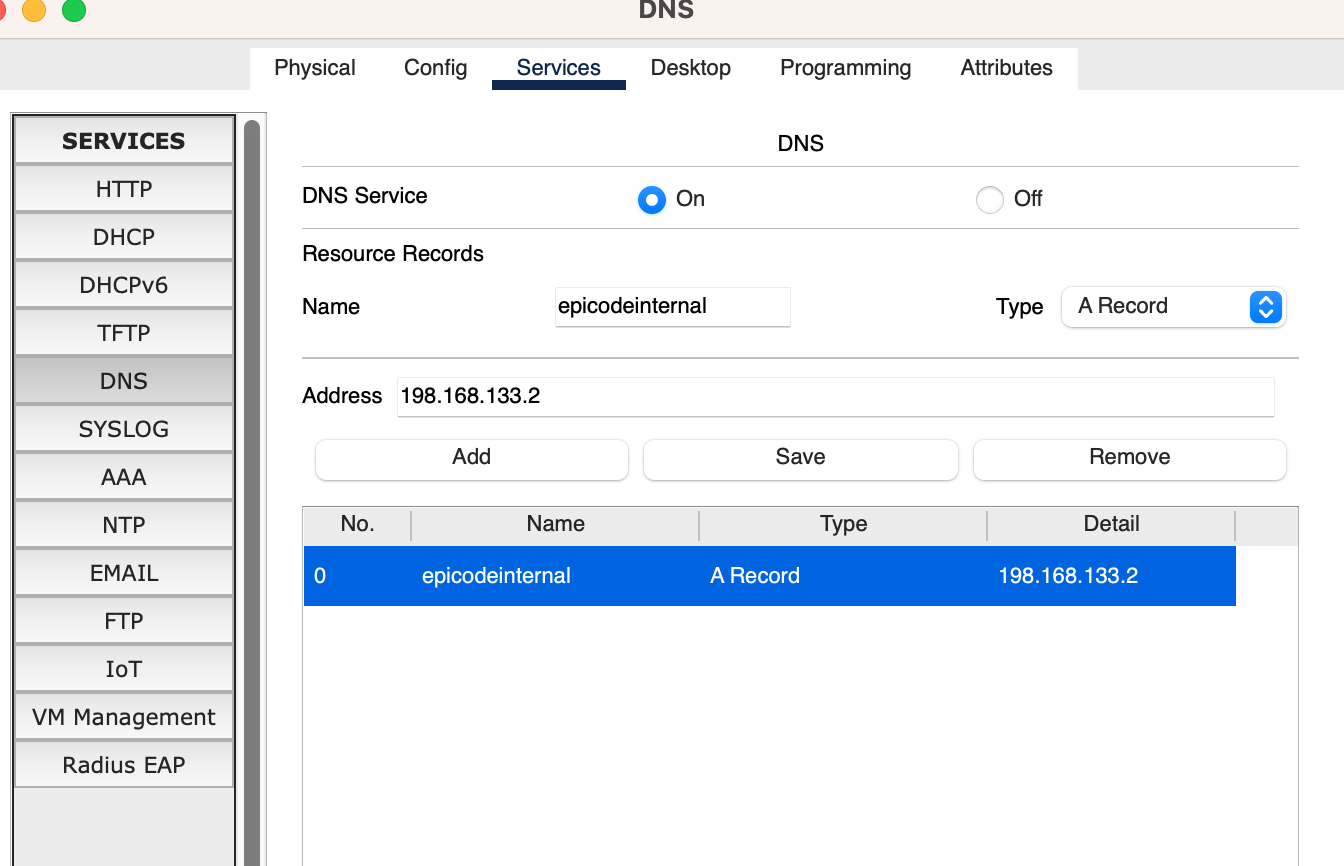 DNS
Physical Config Services Desktop Programming Attributes
SERVICES
HTTP
DHCP
DHCPv6
TFTP
DNS
SYSLOG
AAA
NTP
EMAIL
FTP
IoT
VM Management
Radius EAP
DNS
DNS Service On Off
Resource Records
Name epicodeinternal Type A Record
Address 198.168.133.2
Add Save Remove
No. Name Type Detail
0 epicodeinternal A Record 198.168.133.2